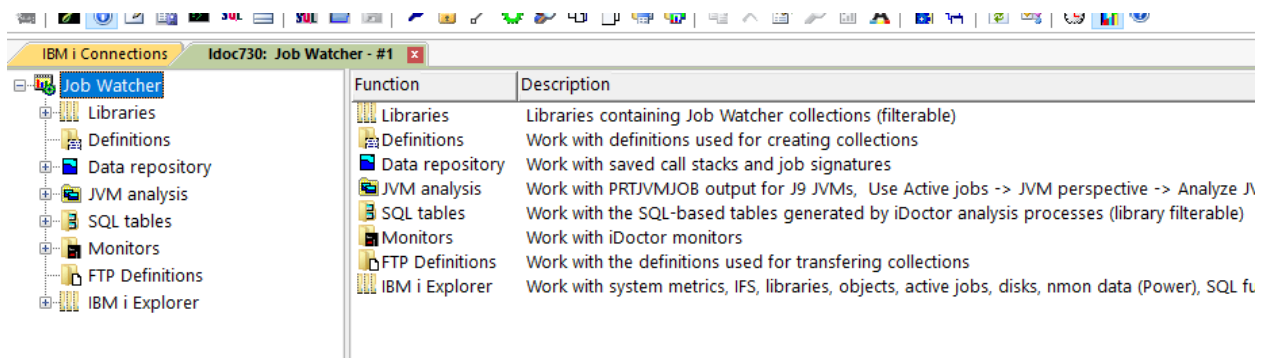 SQL SQL
IBM i Connections Idoc730: Job Watcher - #1
Job Watcher
Libraries
Definitions
Data repository
JVM analysis
SQL tables
Monitors
FTP Definitions
IBM i Explorer
Function Description
Libraries Libraries containing Job Watcher collections (filterable)
Definitions Work with definitions used for creating collections
Data repository Work with saved call stacks and job signatures
JVM analysis Work with PRTJVMJOB output for J9 JVMs, Use Active jobs -> JVM perspective -> Analyze
SQL tables Work with the SQL-based tables generated by iDoctor analysis processes (library filterable)
Monitors Work with iDoctor monitors
FTP Definitions Work with the definitions used for transfering collections
IBM i Explorer Work with system metrics, IFS, libraries, objects, active jobs, disks, nmon data (Power), SQL